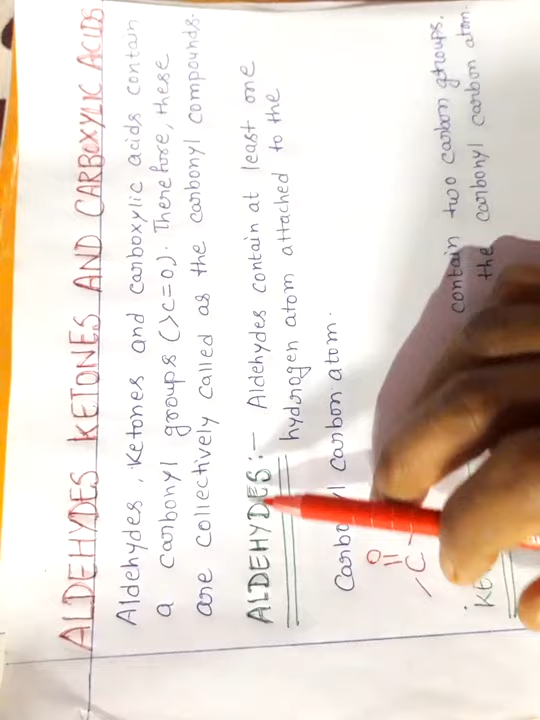 ALDEHYDES KETONES AND CARBOXYLIC ACIDS
Aldehydes, Ketones and carboxylic acids contain
a carbonyl groups (>C=O). Therefore, these
are collectively called as the carbonyl compounds.
ALDEHYDES:- Aldehydes contain at least one
hydrogen atom attached to the
carbon atom.
O
C
contain two carbon groups.
the carbonyl carbon atom.